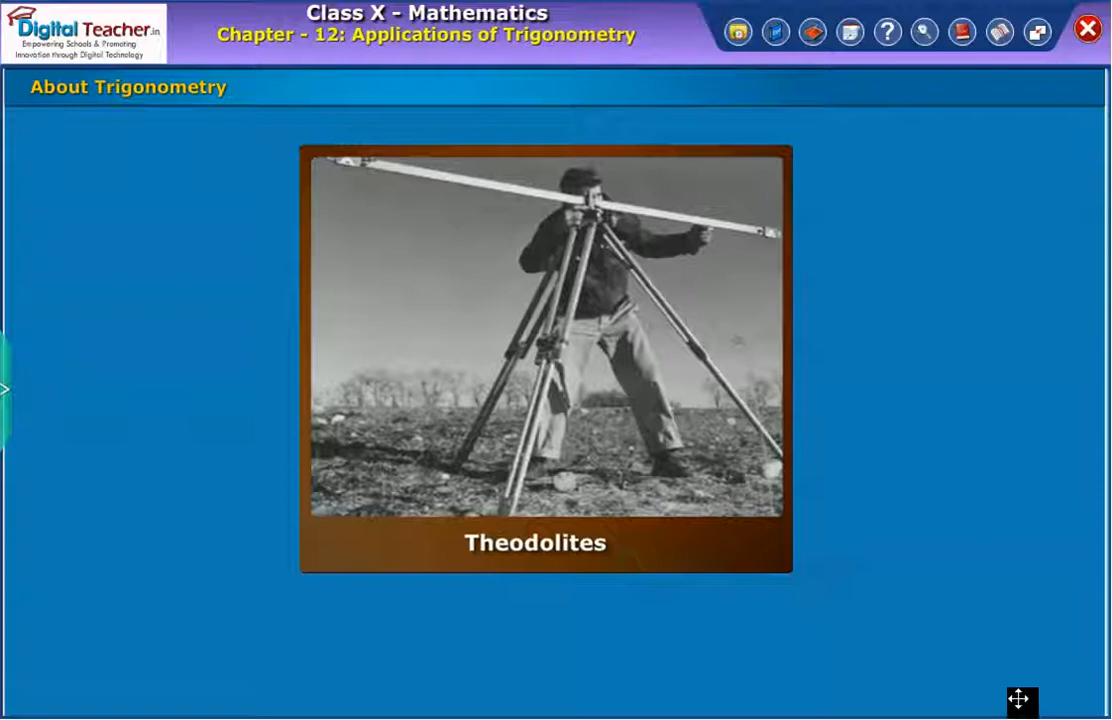 Digital Teacher.in
Empowering Schools & Promoting
Innovation through Digital Technology
Class X - Mathematics
Chapter - 12: Applications of Trigonometry
?
About Trigonometry
Theodolites